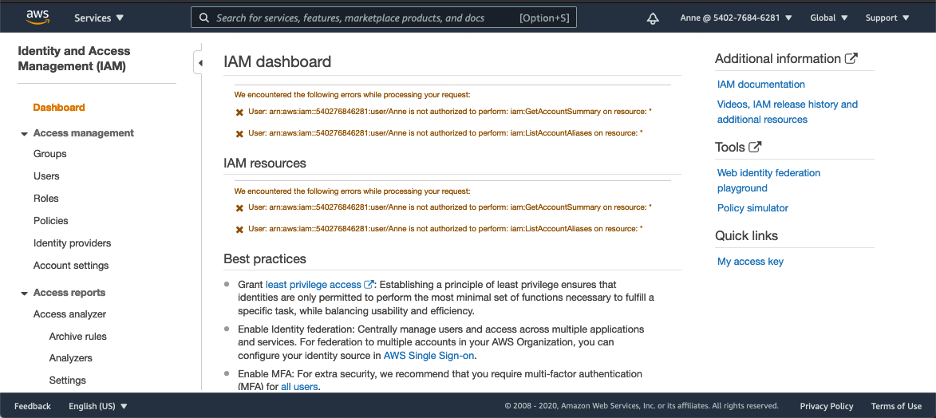 aws
Services
Search for services, features, marketplace products, and docs
[Option+S]
Anne @ 5402-7684-6281
Global
Support
Identity and Access
Management (IAM)
Dashboard
Access management
Groups
Users
Roles
Policies
Identity providers
Account settings
Access reports
Access analyzer
Archive rules
Analyzers
Settings
IAM dashboard
We encountered the following errors while processing your request:
User: arn:aws:iam::540276846281:user/Anne is not authorized to perform: iam:GetAccountSummary on resource: *
User: arn:aws:iam::540276846281:user/Anne is not authorized to perform: iam:ListAccountAliases on resource: *
IAM resources
We encountered the following errors while processing your request:
User: arn:aws:iam::540276846281:user/Anne is not authorized to perform: iam:GetAccountSummary on resource: *
User: arn:aws:iam::540276846281:user/Anne is not authorized to perform: iam:ListAccountAliases on resource: *
Best practices
Grant least privilege access : Establishing a principle of least privilege ensures that
identities are only permitted to perform the most minimal set of functions necessary to fulfill a
specific task, while balancing usability and efficiency.
Enable Identity federation: Centrally manage users and access across multiple applications
and services. For federation to multiple accounts in your AWS Organization, you can
configure your identity source in AWS Single Sign-on.
Enable MFA: For extra security, we recommend that you require multi-factor authentication
(MFA) for all users.
Additional information
IAM documentation
Videos, IAM release history and
additional resources
Tools
Web identity federation
playground
Policy simulator
Quick links
My access key
Feedback
English (US)
© 2008 - 2020, Amazon Web Services, Inc. or its affiliates. All rights reserved.
Privacy Policy
Terms of Use